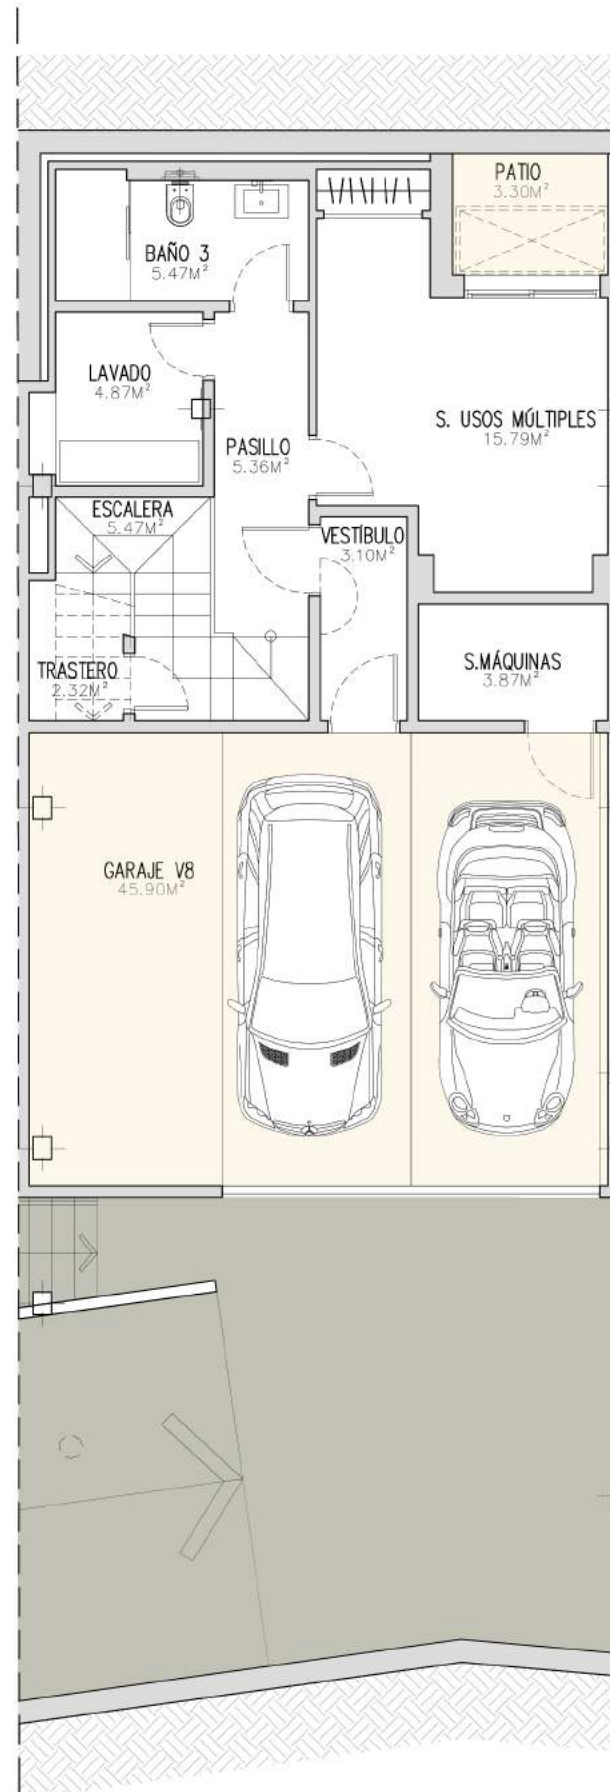 PATIO
3.30M²
BAÑO 3
5.47M²
LAVADO
4.87M²
S. USOS MÚLTIPLES
15.79M²
PASILLO
5.36M²
ESCALERA
5.47M²
VESTÍBULO
3.10M²
S.MÁQUINAS
3.87M²
TRASTERO
2.32M²
GARAJE V8
45.90M²